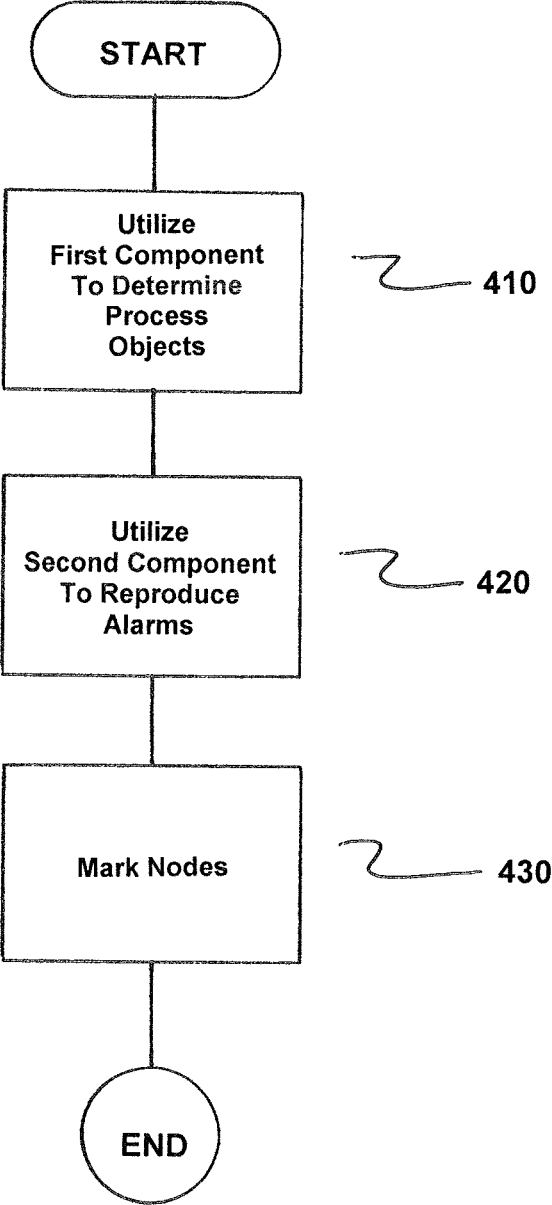 START
Utilize
First Component
To Determine
Process
Objects
410
Utilize
Second Component
To Reproduce
Alarms
420
Mark Nodes
430
END